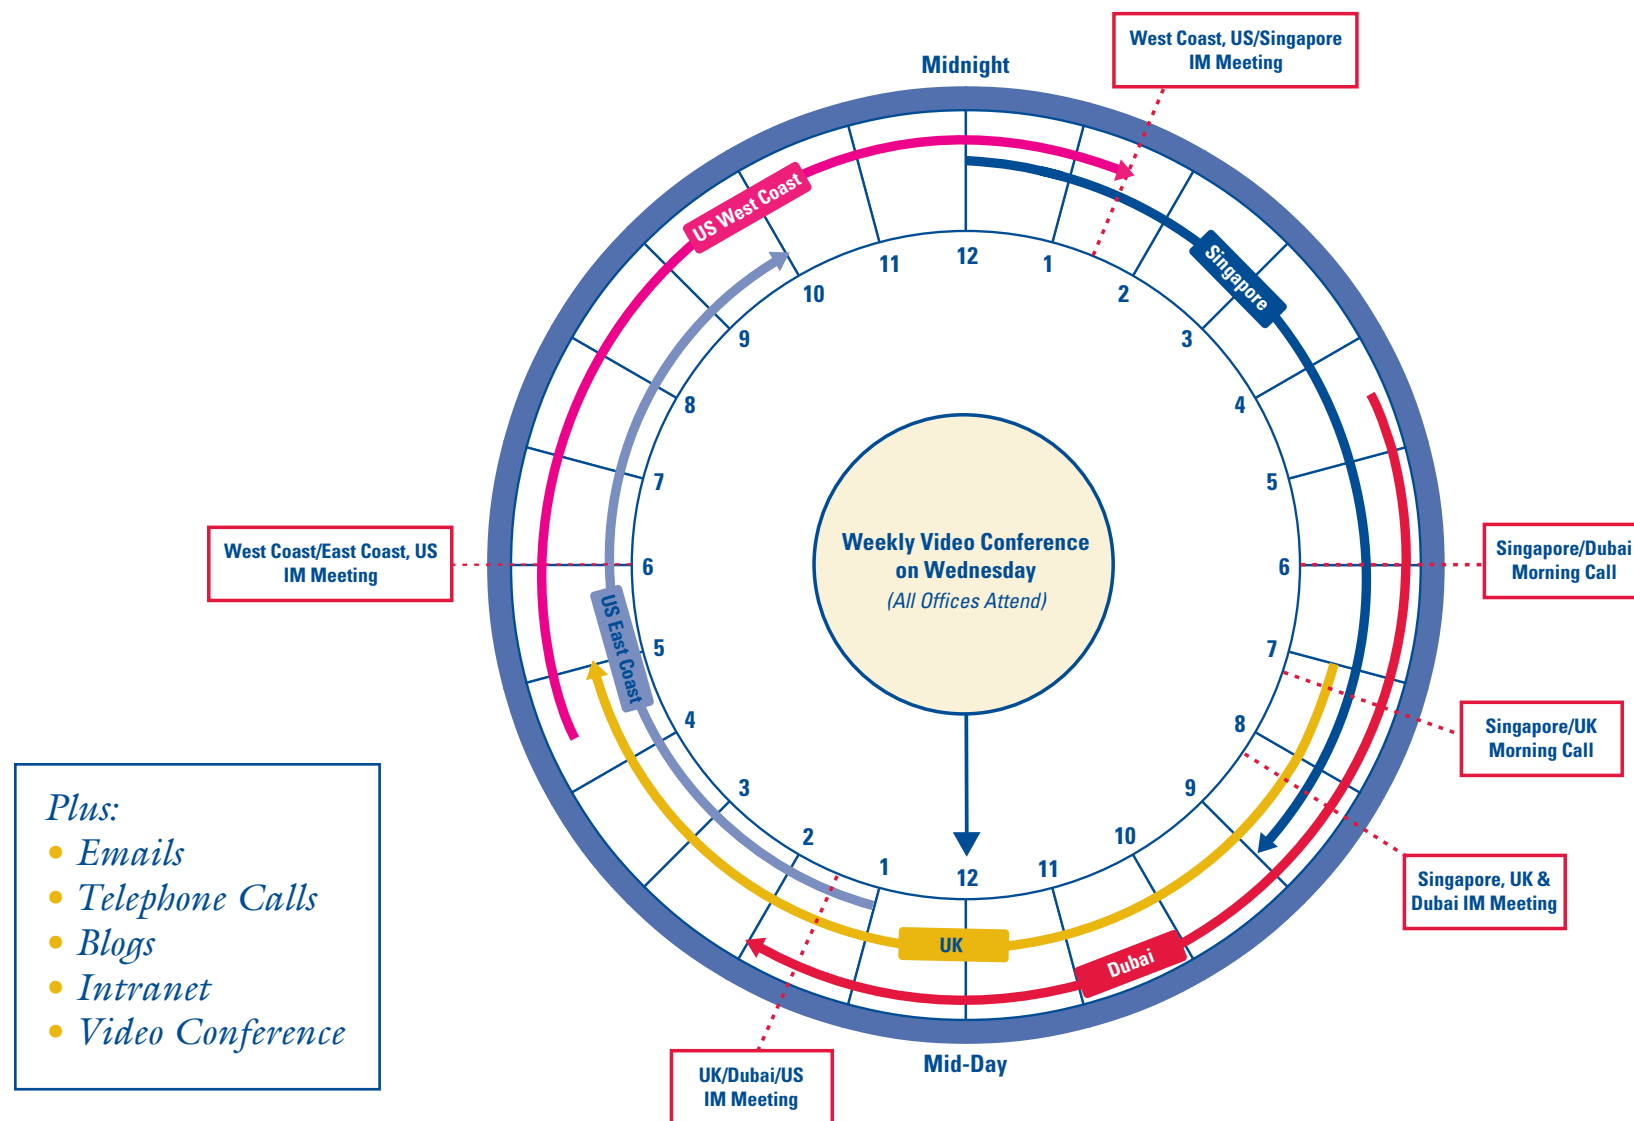 West Coast, US/Singapore
IM Meeting
Midnight
US West Coast
Singapore
12
1
2
3
4
5
6
7
8
9
10
11
12
1
2
3
4
5
6
7
8
9
10
11
Weekly Video Conference
on Wednesday
(All Offices Attend)
West Coast/East Coast, US
IM Meeting
Singapore/Dubai
Morning Call
US East Coast
Singapore/UK
Morning Call
Singapore, UK &
Dubai IM Meeting
UK
Dubai
Mid-Day
UK/Dubai/US
IM Meeting
Plus:
• Emails
• Telephone Calls
• Blogs
• Intranet
• Video Conference